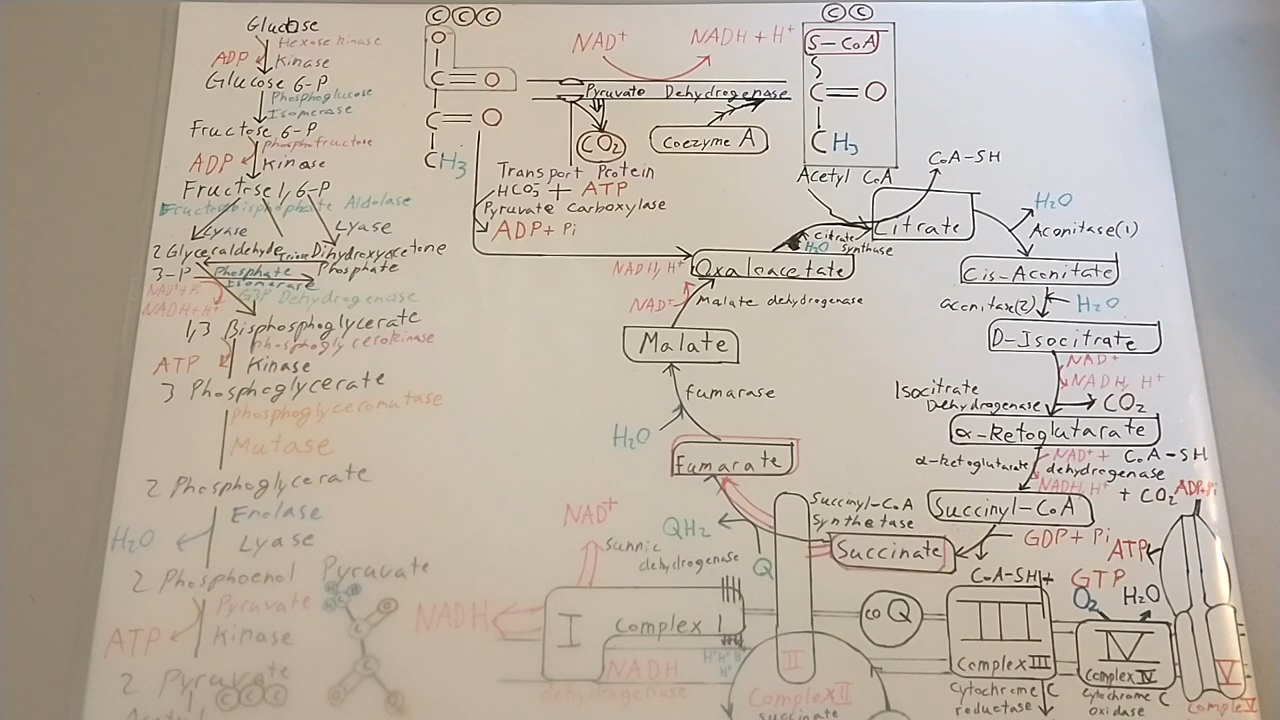 Glucose
Hexose kinase
ADP Kinase
Glucose 6-P
Phosphoglucose
Isomerase
Fructose 6-P
phosphofructose
ADP Kinase
Fructose 1,6-P
Fructose bisphosphate Aldolase
Lyase Lyase
2 Glyceraldehyde Triose Dihydroxyacetone
3-P Phosphate Phosphate
Isomarase
NAD+ + Pi
G3P Dehydrogenase
NADH + H+
1,3 Bisphosphoglycerate
phosphoglycerokinase
ATP Kinase
3 Phosphoglycerate
phosphoglyceromutase
Mutase
2 Phosphoglycerate
Enolase
H2O Lyase
2 Phosphoenol Pyruvate
Pyruvate
ATP Kinase
2 Pyruvate
C C C
C C C
O
C = O
C = O
CH3
NAD+ NADH + H+
Pyruvate Dehydrogenase
CO2 Coezyme A
Transport Protein
HCO3- + ATP
Pyruvate carboxylase
ADP + Pi
C C
S-CoA
S
C = O
CH3
Acetyl CoA
CoA-SH
Citrate
citrate
H2O synthase
H2O
Aconitase(1)
Cis-Aconitate
aconitase(2) H2O
D-Isocitrate
NAD+
NADH, H+
Isocitrate
Dehydrogenase CO2
α-Ketoglutarate
α-ketoglutarate dehydrogenase
NAD+ + CoA-SH
NADH, H+ + CO2
Succinyl-CoA
Succinyl-CoA
Synthetase
GDP + Pi
CoA-SH +
GTP
Succinate
QH2
Q
Sunnic
dehydrogenase
Fumarate
H2O
fumarase
Malate
NAD+
NADH, H+
Malate dehydrogenase
Oxaloacetate
NAD+
NADH
I Complex I
NADH
dehydrogenase
H+ H+ H+
H+
II
Complex II
succinate
CO Q
III
Complex III
Cytochrome C
reductase
O2 H2O
IV
Complex IV
Cytochrome C
oxidase
ADP+Pi
ATP
V
Complex V